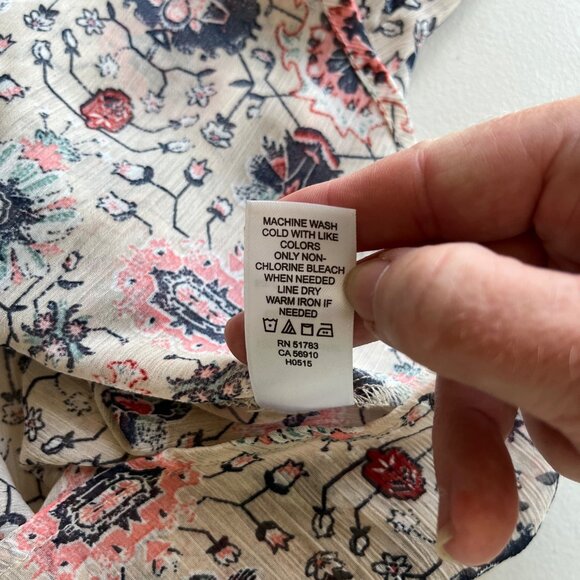 MACHINE WASH
COLD WITH LIKE
COLORS
ONLY NON-
CHLORINE BLEACH
WHEN NEEDED
LINE DRY
WARM IRON IF
NEEDED
RN 51783
CA 56910
H0515